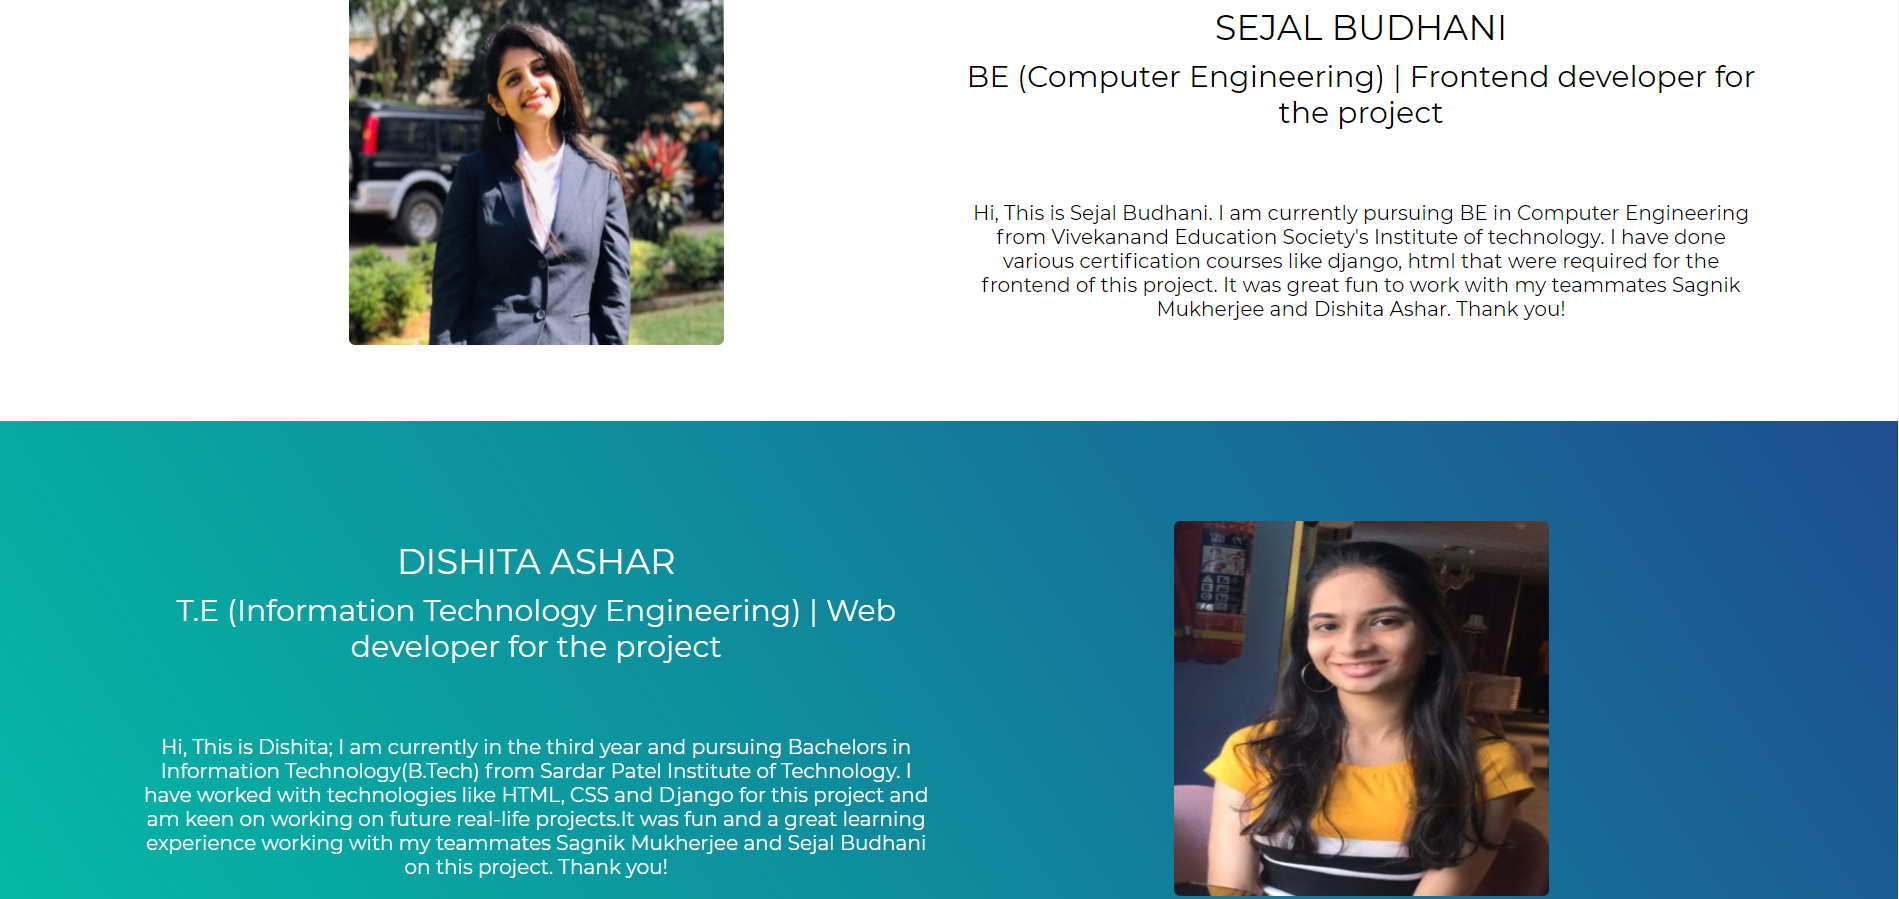 SEJAL BUDHANI
BE (Computer Engineering) | Frontend developer for
the project
Hi, This is Sejal Budhani. I am currently pursuing BE in Computer Engineering
from Vivekanand Education Society's Institute of technology. I have done
various certification courses like django, html that were required for the
frontend of this project. It was great fun to work with my teammates Sagnik
Mukherjee and Dishita Ashar. Thank you!
DISHITA ASHAR
T.E (Information Technology Engineering) | Web
developer for the project
Hi, This is Dishita; I am currently in the third year and pursuing Bachelors in
Information Technology(B.Tech) from Sardar Patel Institute of Technology. I
have worked with technologies like HTML, CSS and Django for this project and
am keen on working on future real-life projects.It was fun and a great learning
experience working with my teammates Sagnik Mukherjee and Sejal Budhani
on this project. Thank you!